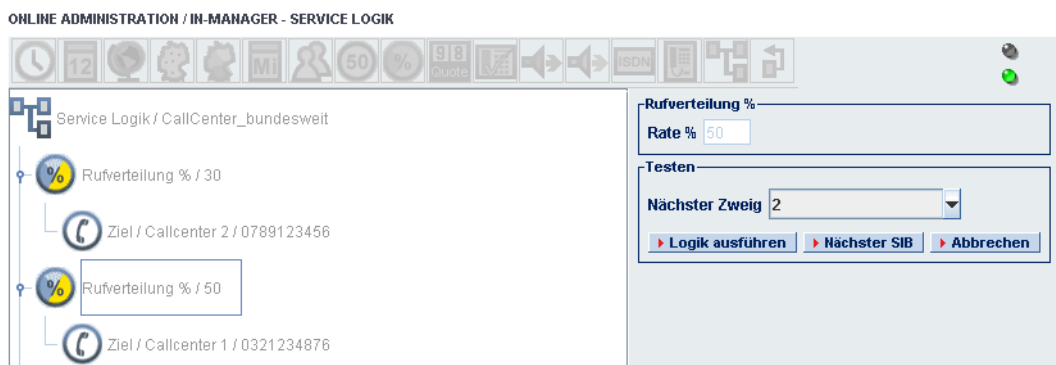 ONLINE ADMINISTRATION / IN-MANAGER - SERVICE LOGIK
12 Mi 50 % 98 Quote ISDN
Service Logik / CallCenter_bundesweit
% Rufverteilung % / 30
Ziel / Callcenter 2 / 0789123456
% Rufverteilung % / 50
Ziel / Callcenter 1 / 0321234876
Rufverteilung %
Rate % 50
Testen
Nächster Zweig 2
Logik ausführen Nächster SIB Abbrechen